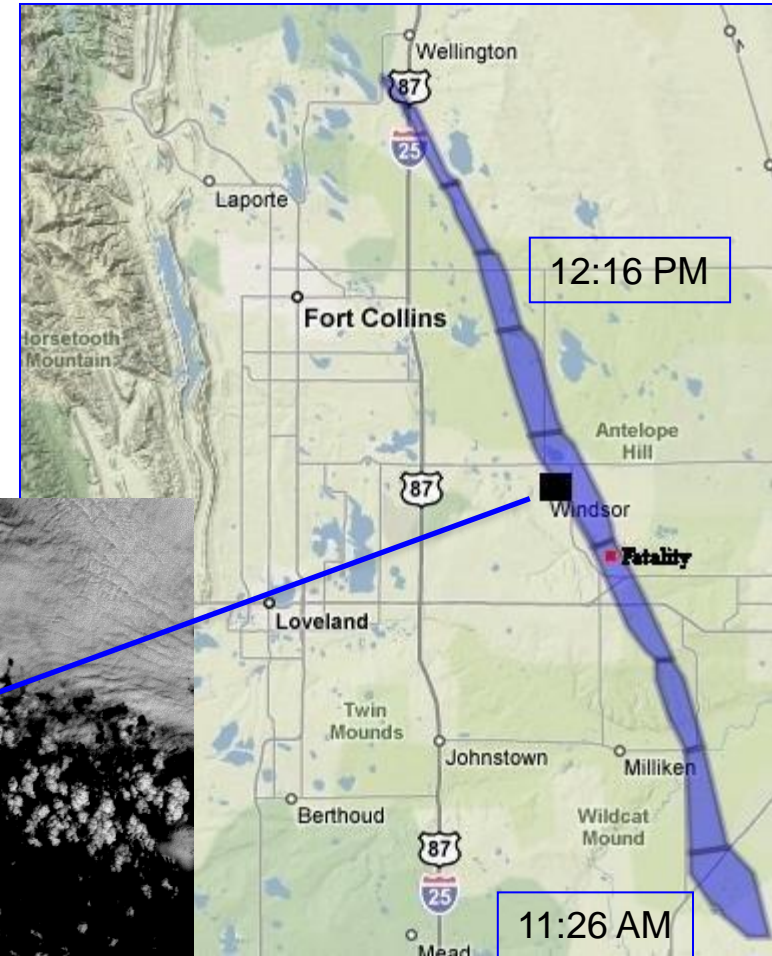 Wellington
87
25
Laporte
12:16 PM
Fort Collins
Horsetooth
Mountain
Antelope
Hill
87
Windsor
Fatality
Loveland
Twin
Mounds
Johnstown
Milliken
Berthoud
Wildcat
Mound
87
25
11:26 AM
Mead